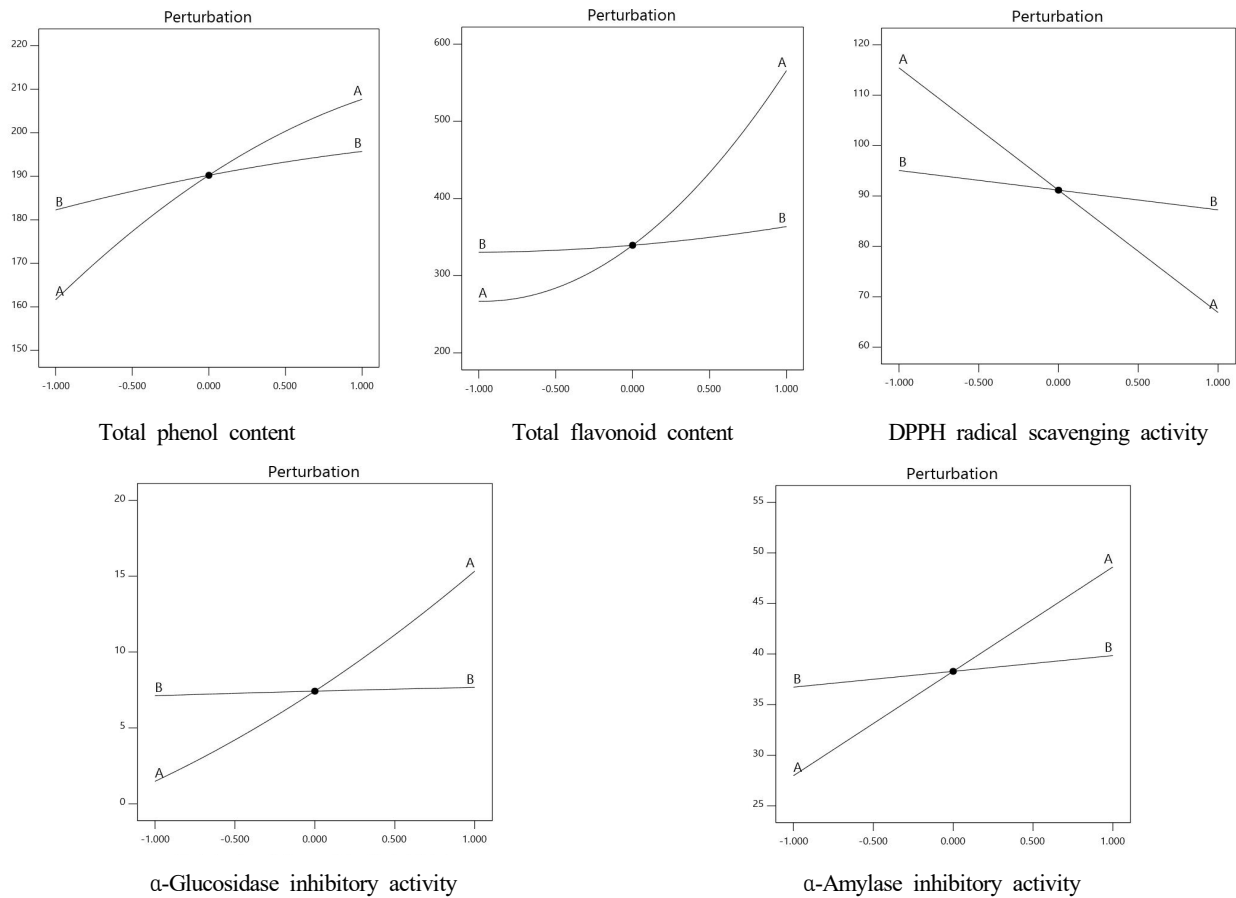 Perturbation
220
210
200
190
180
170
160
150
A
B
B
A
-1.000 -0.500 0.000 0.500 1.000
Total phenol content
Perturbation
600
500
400
300
200
A
B
B
A
-1.000 -0.500 0.000 0.500 1.000
Total flavonoid content
Perturbation
120
110
100
90
80
70
60
A
B
B
A
-1.000 -0.500 0.000 0.500 1.000
DPPH radical scavenging activity
Perturbation
20
15
10
5
0
A
B
B
A
-1.000 -0.500 0.000 0.500 1.000
α-Glucosidase inhibitory activity
Perturbation
55
50
45
40
35
30
25
A
B
B
A
-1.000 -0.500 0.000 0.500 1.000
α-Amylase inhibitory activity